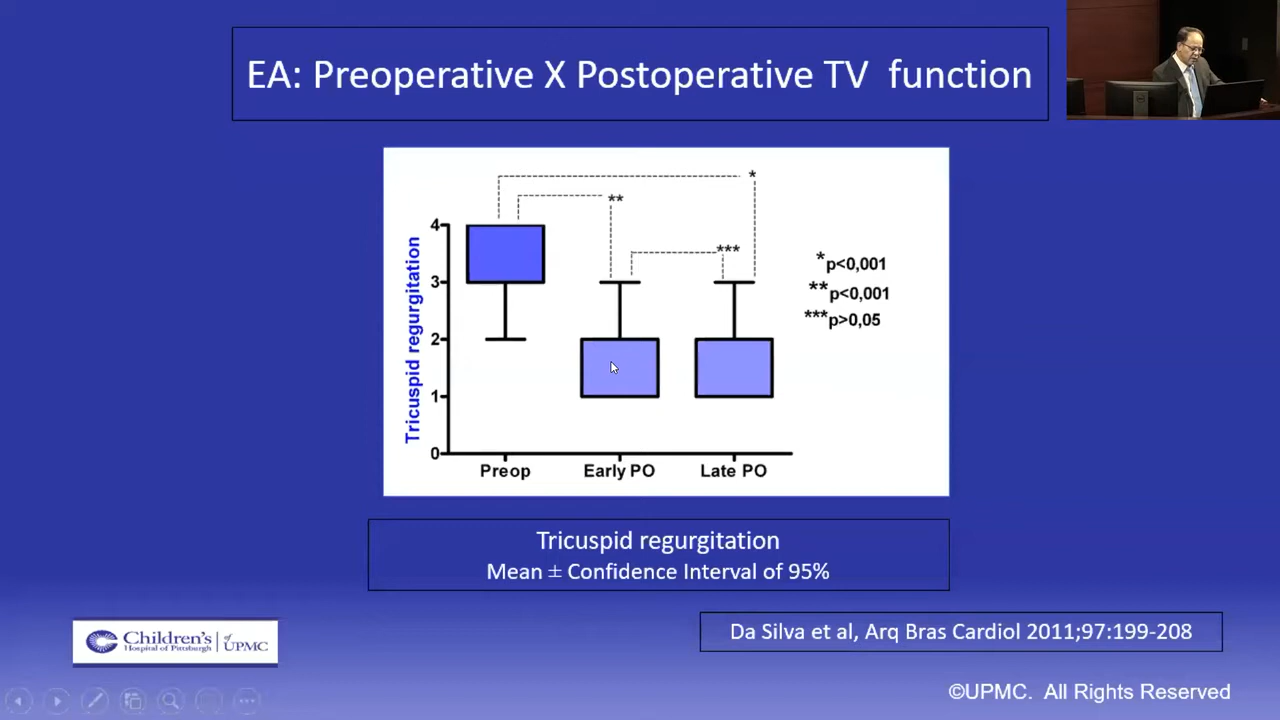 EA: Preoperative X Postoperative TV function
*
**
***
4
3
2
1
0
Tricuspid regurgitation
Preop
Early PO
Late PO
*p<0,001
**p<0,001
***p>0,05
Tricuspid regurgitation
Mean ± Confidence Interval of 95%
Da Silva et al, Arq Bras Cardiol 2011;97:199-208
Children's of UPMC
Hospital of Pittsburgh
©UPMC. All Rights Reserved